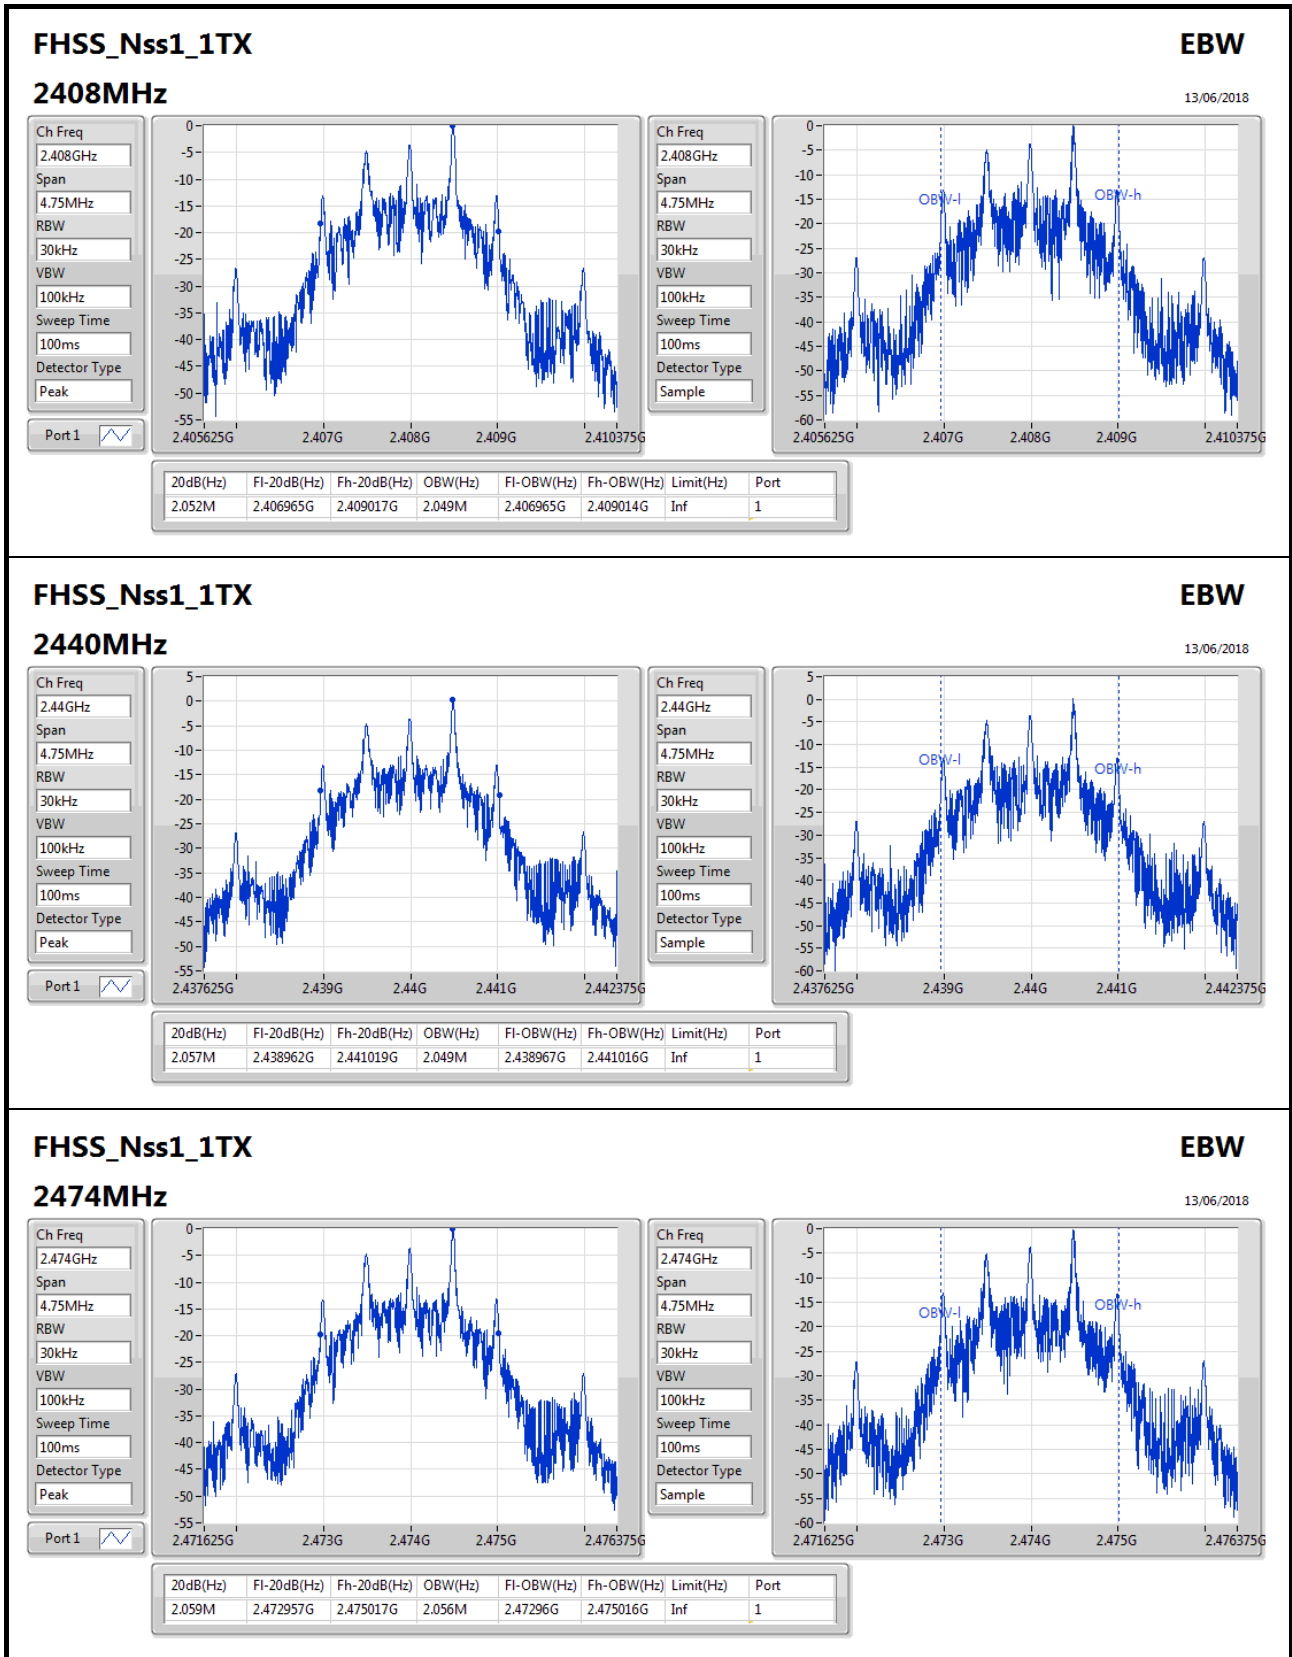 FHSS_Nss1_1TX EBW
2408MHz 13/06/2018
Ch Freq
2.408GHz
Span
4.75MHz
RBW
30kHz
VBW
100kHz
Sweep Time
100ms
Detector Type
Peak
Port 1
0
-5
-10
-15
-20
-25
-30
-35
-40
-45
-50
-55
2.405625G 2.407G 2.408G 2.409G 2.410375G
Ch Freq
2.408GHz
Span
4.75MHz
RBW
30kHz
VBW
100kHz
Sweep Time
100ms
Detector Type
Sample
0
-5
-10
-15
-20
-25
-30
-35
-40
-45
-50
-55
-60
OBW-l OBW-h
2.405625G 2.407G 2.408G 2.409G 2.410375G
20dB(Hz) Fl-20dB(Hz) Fh-20dB(Hz) OBW(Hz) Fl-OBW(Hz) Fh-OBW(Hz) Limit(Hz) Port
2.052M 2.406965G 2.409017G 2.049M 2.406965G 2.409014G Inf 1
FHSS_Nss1_1TX EBW
2440MHz 13/06/2018
Ch Freq
2.44GHz
Span
4.75MHz
RBW
30kHz
VBW
100kHz
Sweep Time
100ms
Detector Type
Peak
Port 1
5
0
-5
-10
-15
-20
-25
-30
-35
-40
-45
-50
-55
2.437625G 2.439G 2.44G 2.441G 2.442375G
Ch Freq
2.44GHz
Span
4.75MHz
RBW
30kHz
VBW
100kHz
Sweep Time
100ms
Detector Type
Sample
5
0
-5
-10
-15
-20
-25
-30
-35
-40
-45
-50
-55
-60
OBW-l OBW-h
2.437625G 2.439G 2.44G 2.441G 2.442375G
20dB(Hz) Fl-20dB(Hz) Fh-20dB(Hz) OBW(Hz) Fl-OBW(Hz) Fh-OBW(Hz) Limit(Hz) Port
2.057M 2.438962G 2.441019G 2.049M 2.438967G 2.441016G Inf 1
FHSS_Nss1_1TX EBW
2474MHz 13/06/2018
Ch Freq
2.474GHz
Span
4.75MHz
RBW
30kHz
VBW
100kHz
Sweep Time
100ms
Detector Type
Peak
Port 1
0
-5
-10
-15
-20
-25
-30
-35
-40
-45
-50
-55
2.471625G 2.473G 2.474G 2.475G 2.476375G
Ch Freq
2.474GHz
Span
4.75MHz
RBW
30kHz
VBW
100kHz
Sweep Time
100ms
Detector Type
Sample
0
-5
-10
-15
-20
-25
-30
-35
-40
-45
-50
-55
-60
OBW-l OBW-h
2.471625G 2.473G 2.474G 2.475G 2.476375G
20dB(Hz) Fl-20dB(Hz) Fh-20dB(Hz) OBW(Hz) Fl-OBW(Hz) Fh-OBW(Hz) Limit(Hz) Port
2.059M 2.472957G 2.475017G 2.056M 2.47296G 2.475016G Inf 1